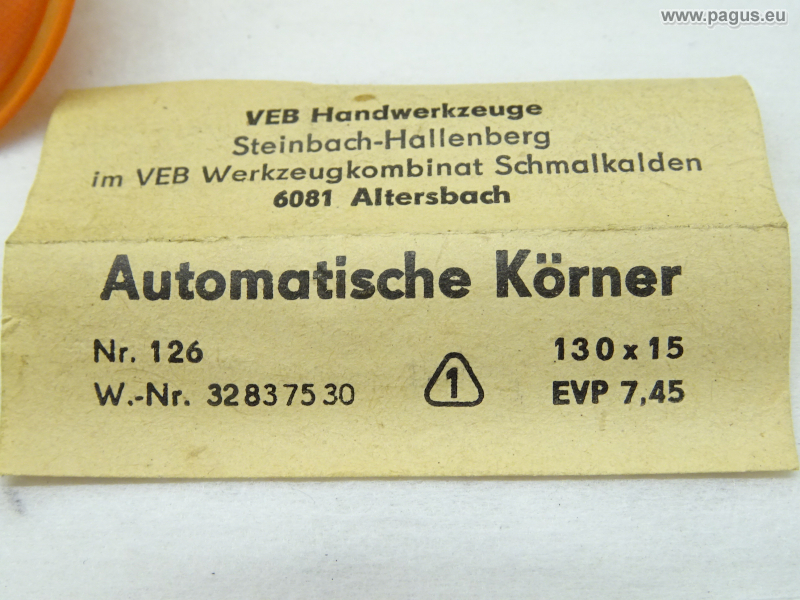 www.pagus.eu
VEB Handwerkzeuge
Steinbach-Hallenberg
im VEB Werkzeugkombinat Schmalkalden
6081 Altersbach
Automatische Körner
Nr. 126 130 x 15
W.-Nr. 32837530 1 EVP 7,45